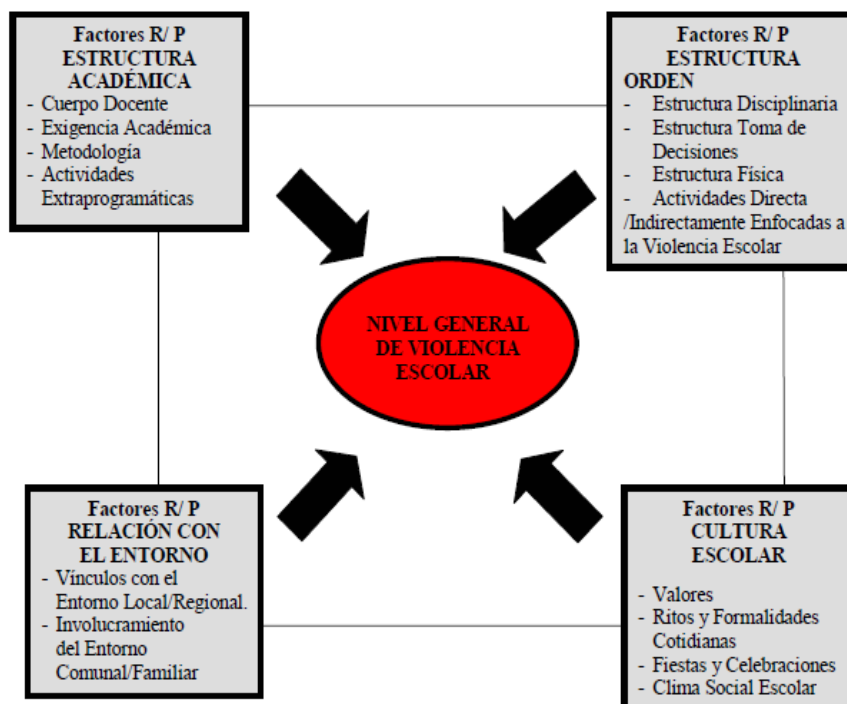 Factores R/ P
ESTRUCTURA
ACADÉMICA
- Cuerpo Docente
- Exigencia Académica
- Metodología
- Actividades
Extraprogramáticas
Factores R/ P
ESTRUCTURA
ORDEN
- Estructura Disciplinaria
- Estructura Toma de
Decisiones
- Estructura Física
- Actividades Directa
/Indirectamente Enfocadas a
la Violencia Escolar
NIVEL GENERAL
DE VIOLENCIA
ESCOLAR
Factores R/ P
RELACIÓN CON
EL ENTORNO
- Vínculos con el
Entorno Local/Regional.
- Involucramiento
del Entorno
Comunal/Familiar
Factores R/ P
CULTURA
ESCOLAR
- Valores
- Ritos y Formalidades
Cotidianas
- Fiestas y Celebraciones
- Clima Social Escolar